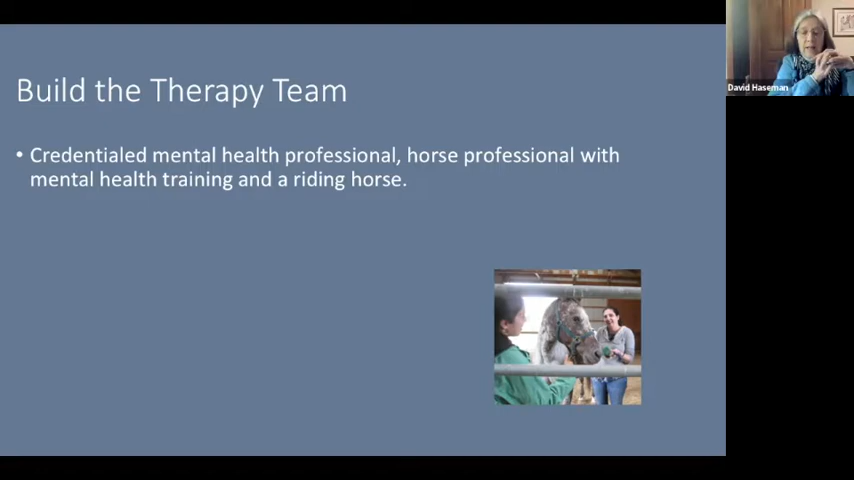 Build the Therapy Team
• Credentialed mental health professional, horse professional with
mental health training and a riding horse.
David Haseman